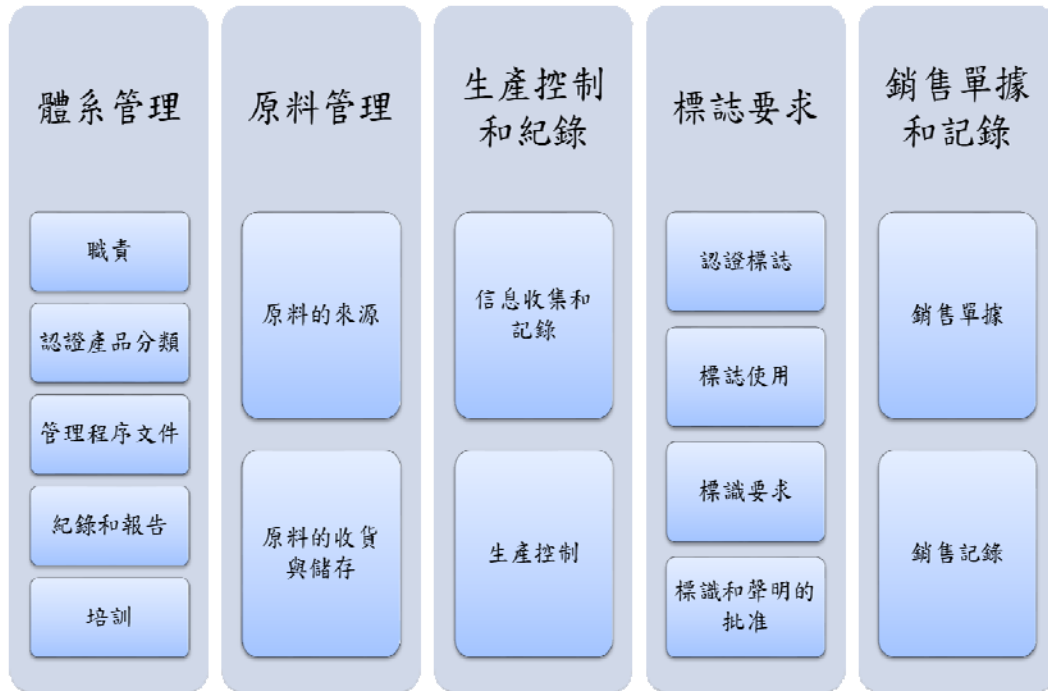 體系管理
職責
認證產品分類
管理程序文件
紀錄和報告
培訓
原料管理
原料的來源
原料的收貨
與儲存
生產控制
和紀錄
信息收集和
記錄
生產控制
標誌要求
認證標誌
標誌使用
標識要求
標識和聲明的
批准
銷售單據
和記錄
銷售單據
銷售記錄